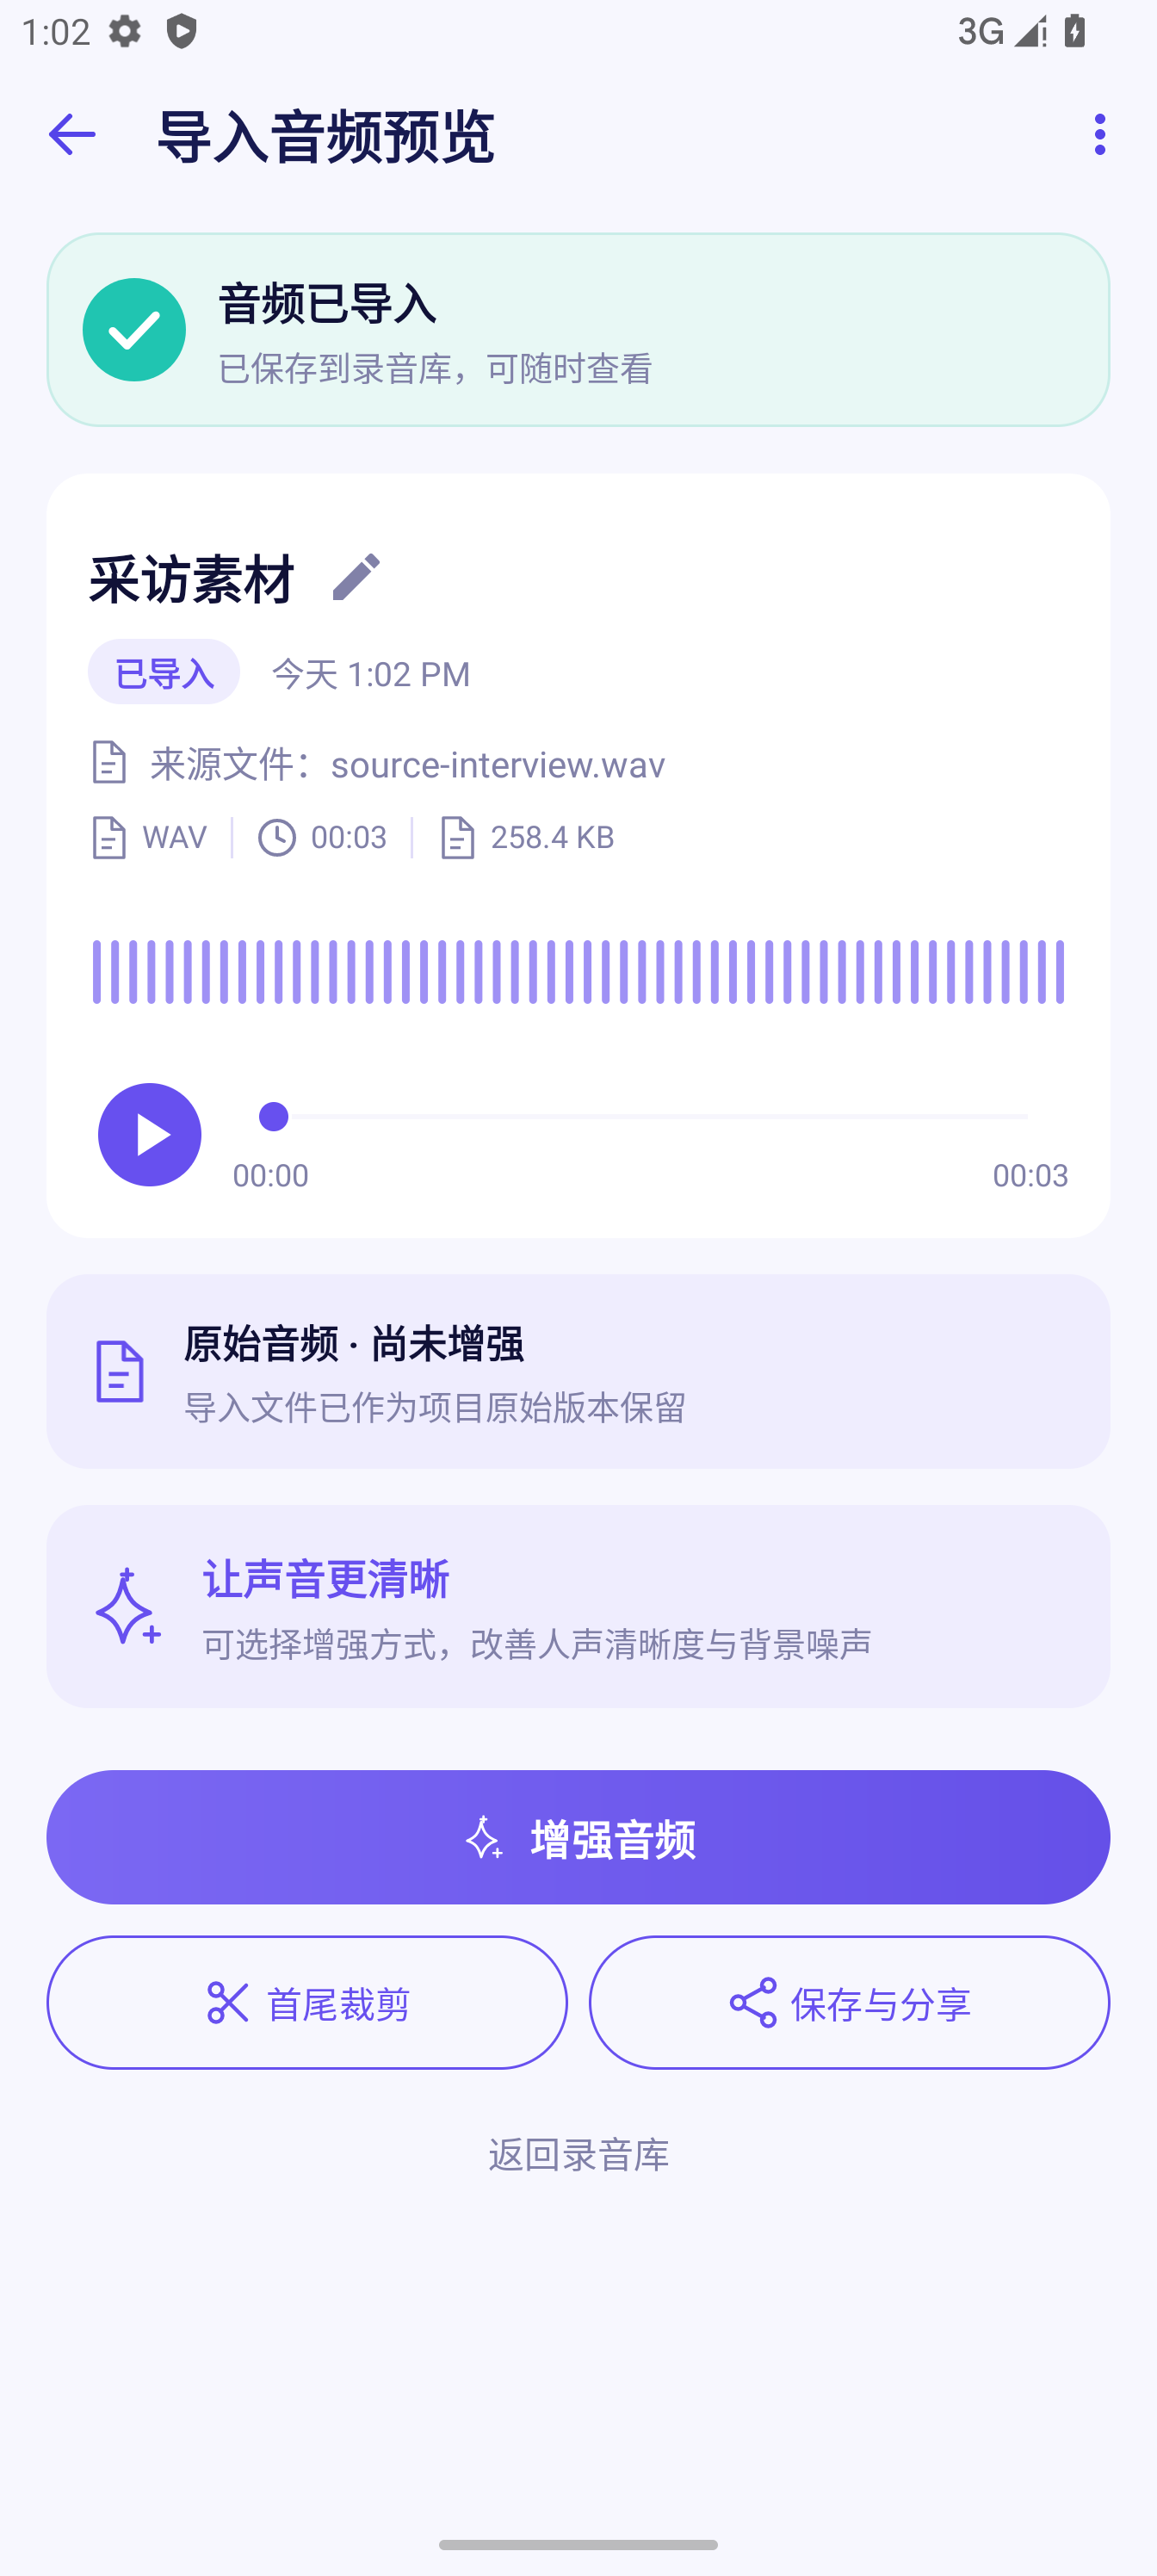 1:02
3G
导入音频预览
音频已导入
已保存到录音库，可随时查看
采访素材
已导入
今天 1:02 PM
来源文件：source-interview.wav
WAV
00:03
258.4 KB
00:00
00:03
原始音频 · 尚未增强
导入文件已作为项目原始版本保留
让声音更清晰
可选择增强方式，改善人声清晰度与背景噪声
增强音频
首尾裁剪
保存与分享
返回录音库